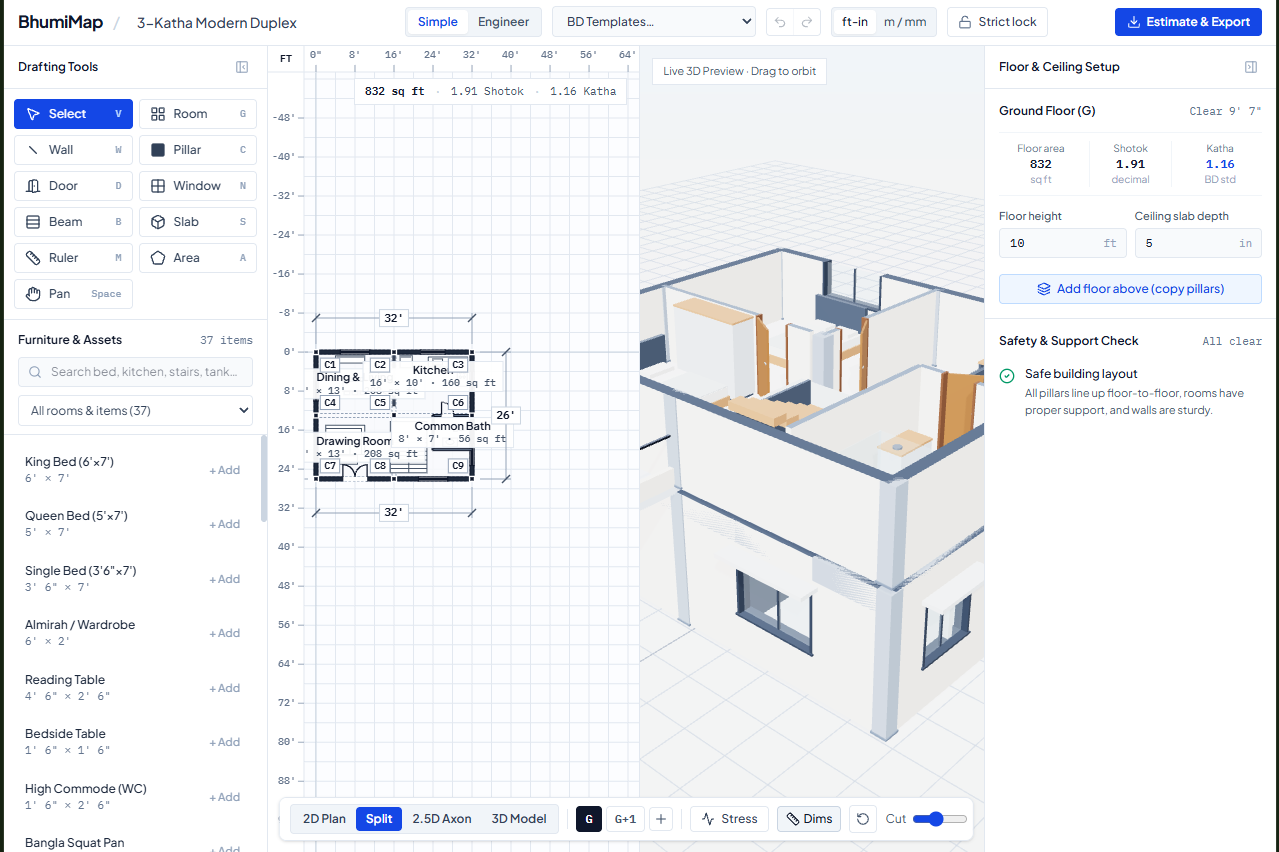 BhumiMap / 3-Katha Modern Duplex
Simple Engineer
BD Templates...
ft-in m / mm
Strict lock
Estimate & Export
Drafting Tools
Select V
Room G
Wall W
Pillar C
Door D
Window N
Beam B
Slab S
Ruler M
Area A
Pan Space
Furniture & Assets 37 items
Search bed, kitchen, stairs, tank...
All rooms & items (37)
King Bed (6'×7')
6' × 7'
+ Add
Queen Bed (5'×7')
5' × 7'
+ Add
Single Bed (3'6"×7')
3' 6" × 7'
+ Add
Almirah / Wardrobe
6' × 2'
+ Add
Reading Table
4' 6" × 2' 6"
+ Add
Bedside Table
1' 6" × 1' 6"
+ Add
High Commode (WC)
1' 6" × 2' 6"
+ Add
Bangla Squat Pan
FT 0" 8' 16' 24' 32' 40' 48' 56' 64'
832 sq ft · 1.91 Shotok · 1.16 Katha
-48'
-40'
-32'
-24'
-16'
-8'
0'
8'
16'
24'
32'
40'
48'
56'
64'
72'
80'
88'
32'
C1 C2 C3
Kitchen
Dining &
16' × 10' · 160 sq ft
C4 C5 C6
26'
Common Bath
8' × 7' · 56 sq ft
Drawing Room
× 13' · 208 sq ft
C7 C8 C9
32'
Live 3D Preview · Drag to orbit
2D Plan Split 2.5D Axon 3D Model
G G+1 +
Stress
Dims
Cut
Floor & Ceiling Setup
Ground Floor (G) Clear 9' 7"
Floor area Shotok Katha
832 1.91 1.16
sq ft decimal BD std
Floor height Ceiling slab depth
10 ft 5 in
Add floor above (copy pillars)
Safety & Support Check All clear
Safe building layout
All pillars line up floor-to-floor, rooms have
proper support, and walls are sturdy.